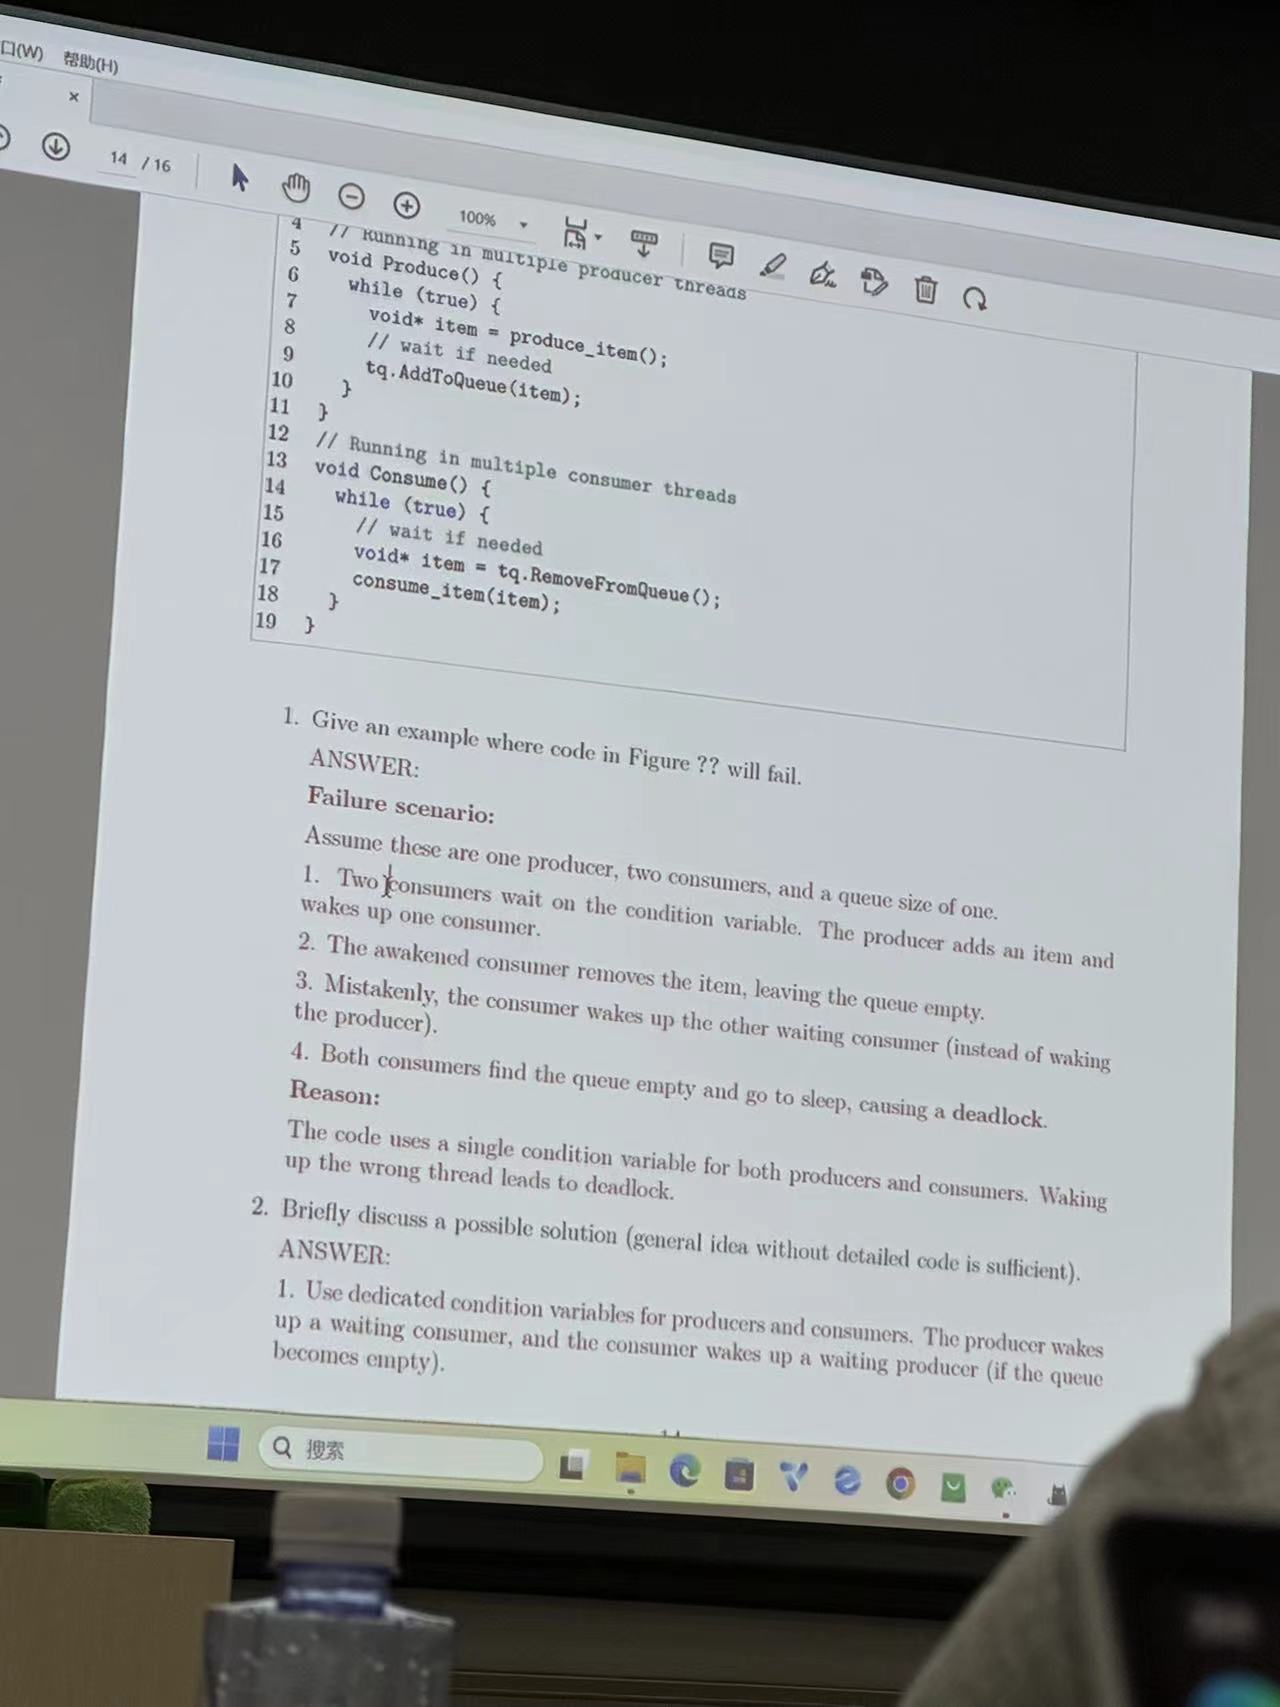 口(W) 帮助(H)
×
14 / 16
100%
4 // Running in multiple producer threads
5 void Produce() {
6 while (true) {
7 void* item = produce_item();
8 // wait if needed
9 tq.AddToQueue(item);
10 }
11 }
12 // Running in multiple consumer threads
13 void Consume() {
14 while (true) {
15 // wait if needed
16 void* item = tq.RemoveFromQueue();
17 consume_item(item);
18 }
19 }
1. Give an example where code in Figure ?? will fail.
ANSWER:
Failure scenario:
Assume these are one producer, two consumers, and a queue size of one.
1. Two consumers wait on the condition variable. The producer adds an item and
wakes up one consumer.
2. The awakened consumer removes the item, leaving the queue empty.
3. Mistakenly, the consumer wakes up the other waiting consumer (instead of waking
the producer).
4. Both consumers find the queue empty and go to sleep, causing a deadlock.
Reason:
The code uses a single condition variable for both producers and consumers. Waking
up the wrong thread leads to deadlock.
2. Briefly discuss a possible solution (general idea without detailed code is sufficient).
ANSWER:
1. Use dedicated condition variables for producers and consumers. The producer wakes
up a waiting consumer, and the consumer wakes up a waiting producer (if the queue
becomes empty).
搜索